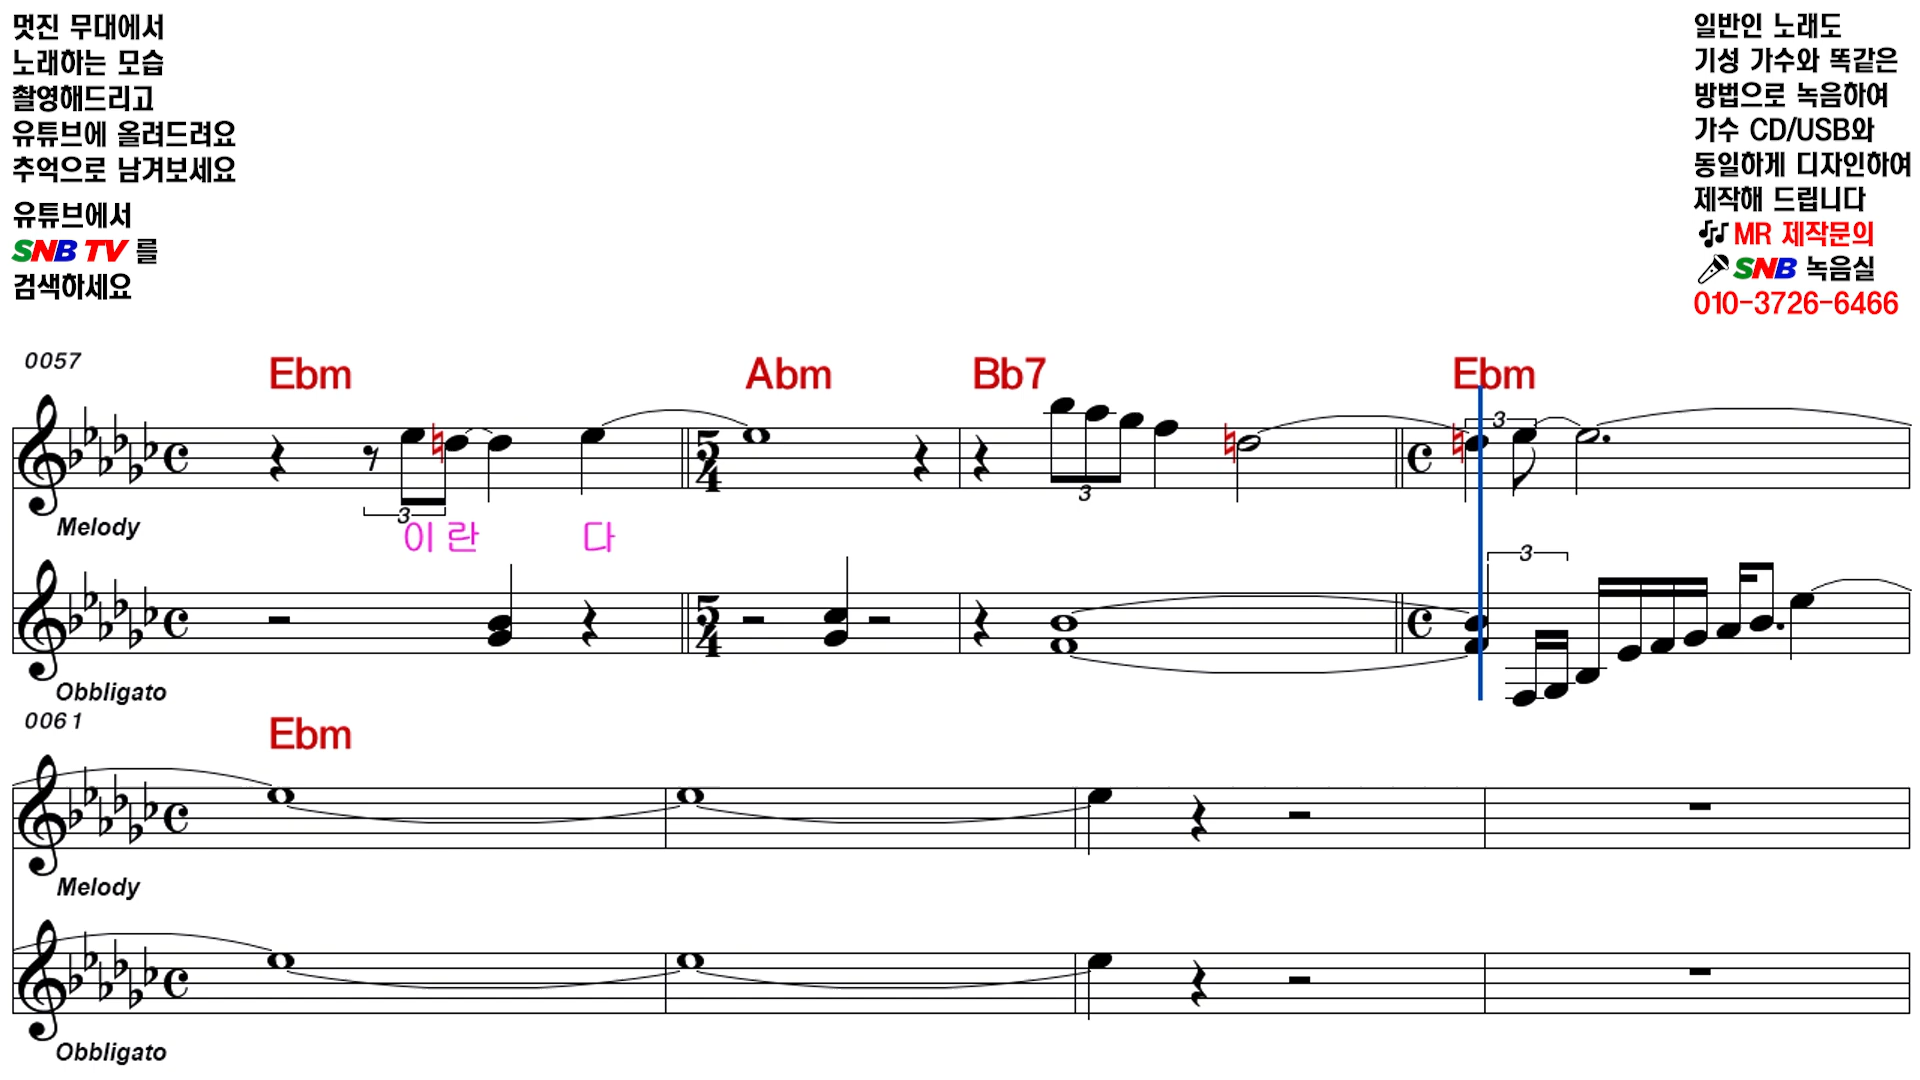 멋진 무대에서
노래하는 모습
촬영해드리고
유튜브에 올려드려요
추억으로 남겨보세요
유튜브에서
SNB TV 를
검색하세요
일반인 노래도
기성 가수와 똑같은
방법으로 녹음하여
가수 CD/USB와
동일하게 디자인하여
제작해 드립니다
MR 제작문의
SNB 녹음실
010-3726-6466
0057
Ebm Abm Bb7 Ebm
3
5
4
3
3
Melody
이 란 다
3
5
4
Obbligato
0061
Ebm
Melody
Obbligato